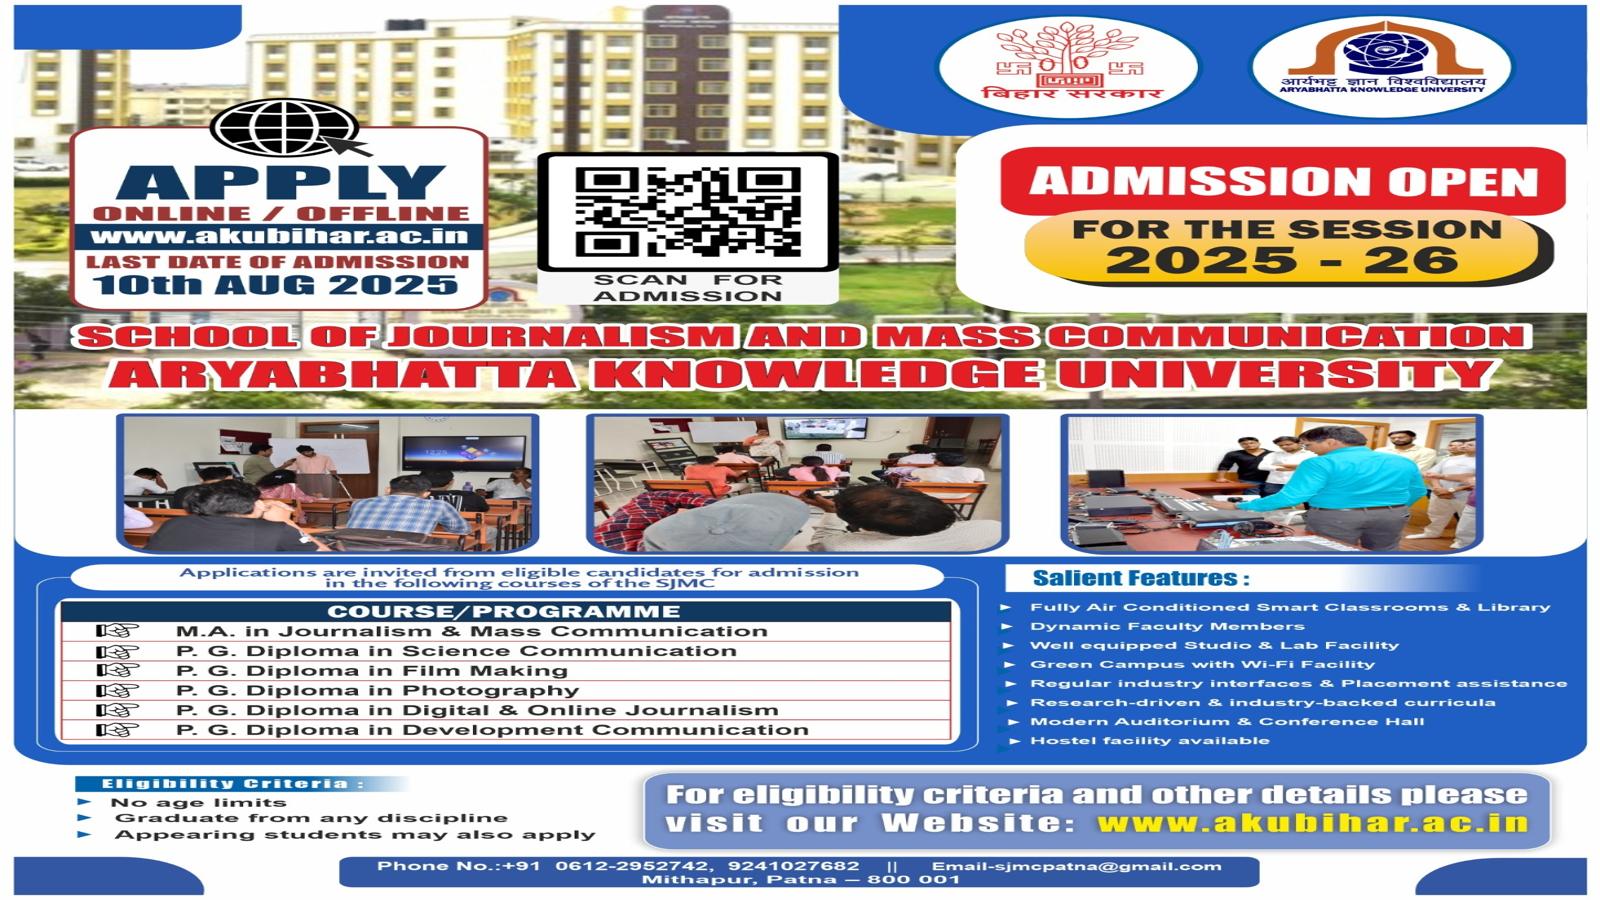 बिहार सरकार
आर्यभट्ट ज्ञान विश्वविद्यालय
ARYABHATTA KNOWLEDGE UNIVERSITY
APPLY
ONLINE / OFFLINE
www.akubihar.ac.in
LAST DATE OF ADMISSION
10th AUG 2025
SCAN FOR
ADMISSION
ADMISSION OPEN
FOR THE SESSION
2025 - 26
SCHOOL OF JOURNALISM AND MASS COMMUNICATION
ARYABHATTA KNOWLEDGE UNIVERSITY
12:25
Applications are invited from eligible candidates for admission
in the following courses of the SJMC
COURSE/PROGRAMME
M.A. in Journalism & Mass Communication
P. G. Diploma in Science Communication
P. G. Diploma in Film Making
P. G. Diploma in Photography
P. G. Diploma in Digital & Online Journalism
P. G. Diploma in Development Communication
Salient Features :
Fully Air Conditioned Smart Classrooms & Library
Dynamic Faculty Members
Well equipped Studio & Lab Facility
Green Campus with Wi-Fi Facility
Regular industry interfaces & Placement assistance
Research-driven & industry-backed curricula
Modern Auditorium & Conference Hall
Hostel facility available
Eligibility Criteria :
No age limits
Graduate from any discipline
Appearing students may also apply
For eligibility criteria and other details please
visit our Website: www.akubihar.ac.in
Phone No.:+91 0612-2952742, 9241027682 || Email-sjmcpatna@gmail.com
Mithapur, Patna – 800 001